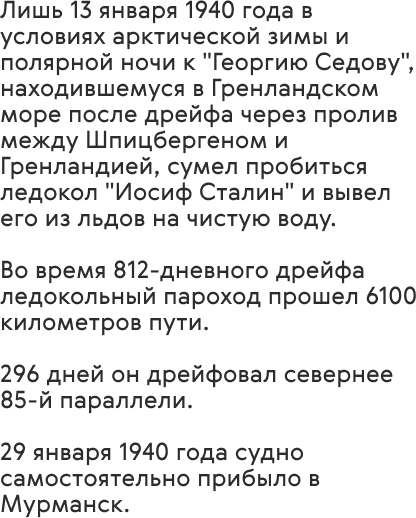 Лишь 13 января 1940 года в
условиях арктической зимы и
полярной ночи к "Георгию Седову",
находившемуся в Гренландском
море после дрейфа через пролив
между Шпицбергеном и
Гренландией, сумел пробиться
ледокол "Иосиф Сталин" и вывел
его из льдов на чистую воду.
Во время 812-дневного дрейфа
ледокольный пароход прошел 6100
километров пути.
296 дней он дрейфовал севернее
85-й параллели.
29 января 1940 года судно
самостоятельно прибыло в
Мурманск.